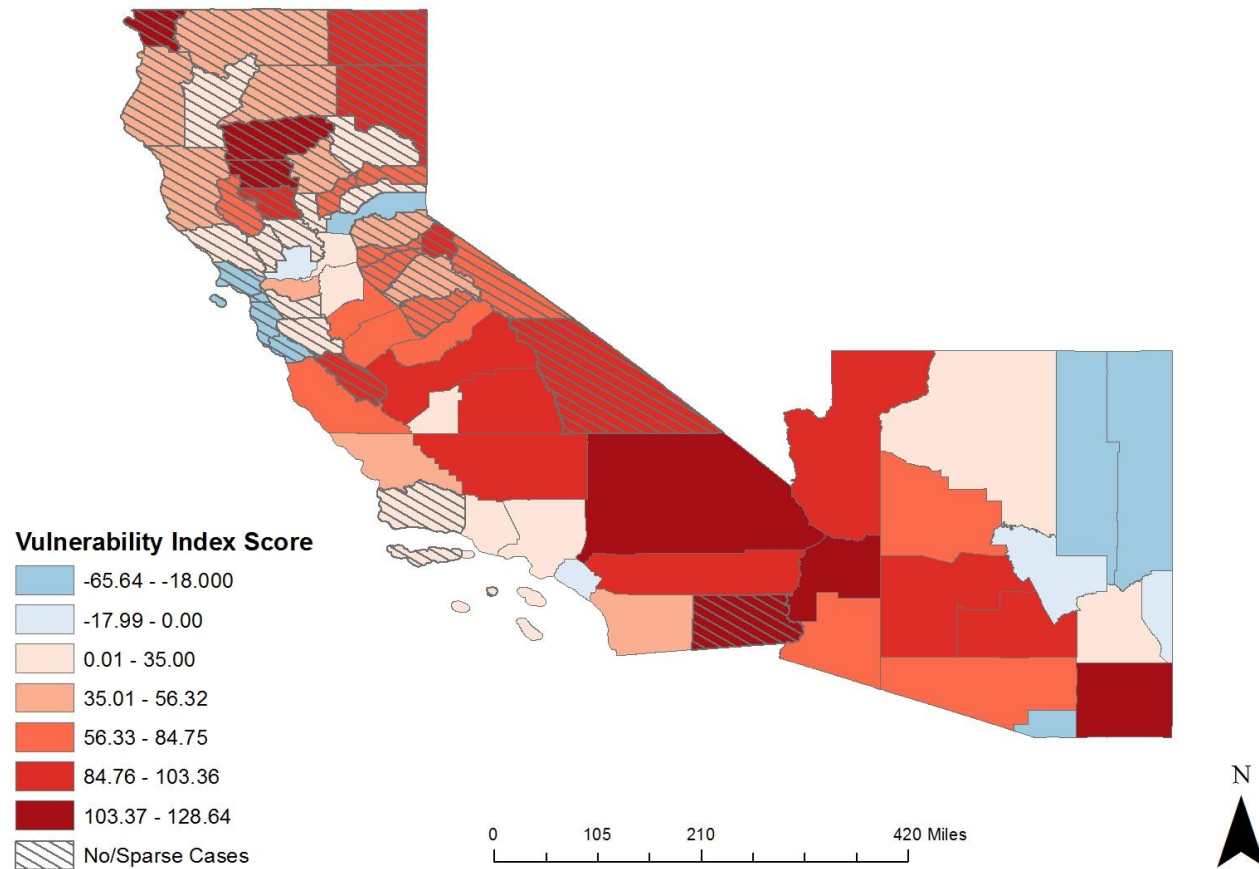 Vulnerability Index Score
-65.64 - -18.000
-17.99 - 0.00
0.01 - 35.00
35.01 - 56.32
56.33 - 84.75
84.76 - 103.36
103.37 - 128.64
No/Sparse Cases
0 105 210 420 Miles
N